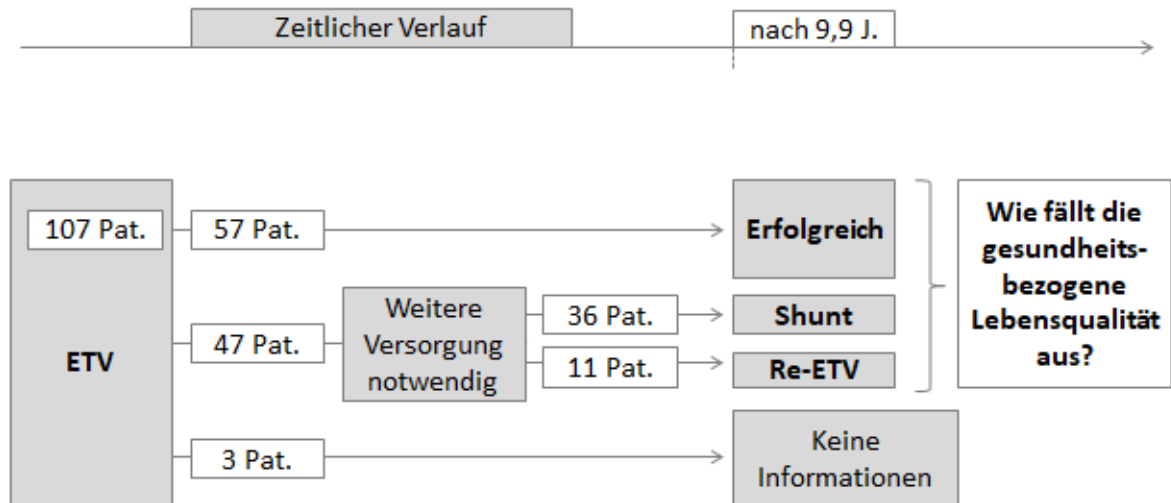 Zeitlicher Verlauf
nach 9,9 J.
107 Pat.
57 Pat.
Erfolgreich
Wie fällt die
gesundheits-
bezogene
Lebensqualität
aus?
ETV
47 Pat.
Weitere
Versorgung
notwendig
36 Pat.
Shunt
11 Pat.
Re-ETV
3 Pat.
Keine
Informationen